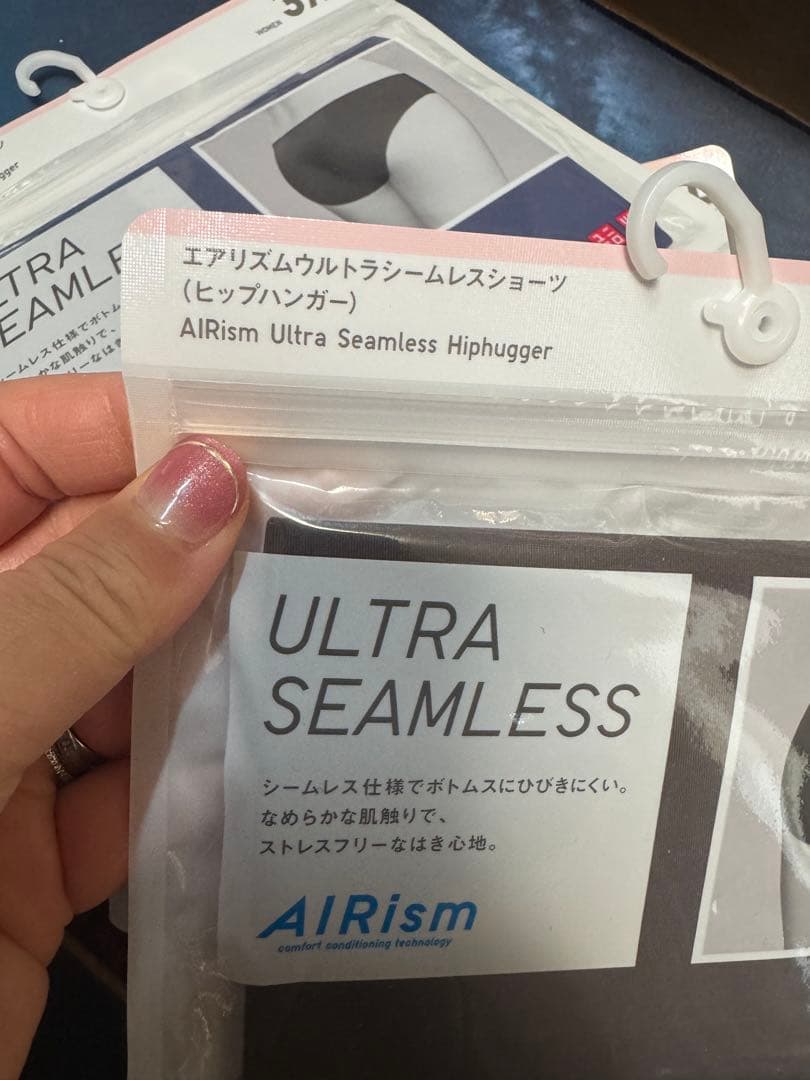 WOMEN
ULTRA
SEAMLE
エアリズムウルトラシームレスショーツ
(ヒップハンガー)
AIRism Ultra Seamless Hiphugger
ULTRA
SEAMLESS
シームレス仕様でボトムスにひびきにくい。
なめらかな肌触りで、
ストレスフリーなはき心地。
AIRism
comfort conditioning technology